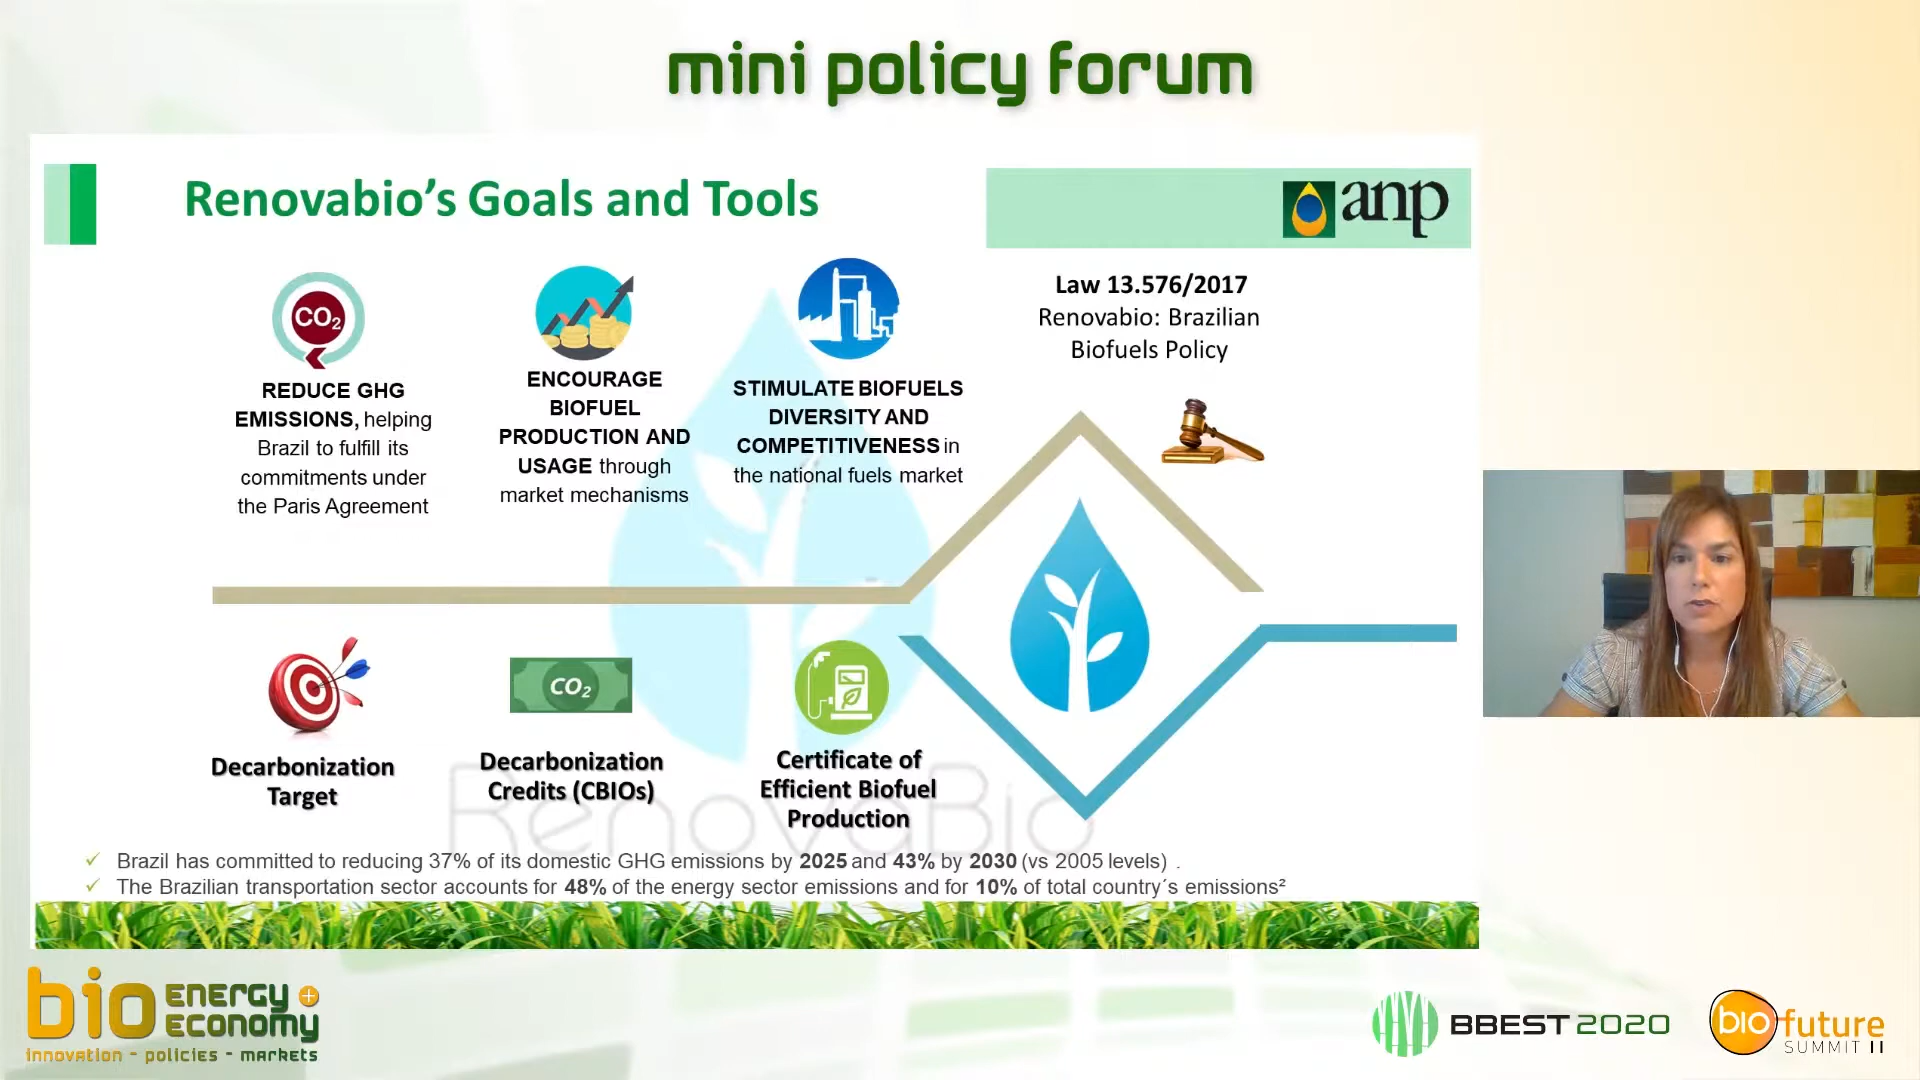 mini policy forum
Renovabio's Goals and Tools
anp
CO₂
REDUCE GHG
EMISSIONS, helping
Brazil to fulfill its
commitments under
the Paris Agreement
ENCOURAGE
BIOFUEL
PRODUCTION AND
USAGE through
market mechanisms
STIMULATE BIOFUELS
DIVERSITY AND
COMPETITIVENESS in
the national fuels market
Law 13.576/2017
Renovabio: Brazilian
Biofuels Policy
Decarbonization
Target
CO₂
Decarbonization
Credits (CBIOs)
Certificate of
Efficient Biofuel
Production
RenovaBio
✓ Brazil has committed to reducing 37% of its domestic GHG emissions by 2025 and 43% by 2030 (vs 2005 levels) .
✓ The Brazilian transportation sector accounts for 48% of the energy sector emissions and for 10% of total country´s emissions²
bio ENERGY +
ECONOMY
innovation - policies - markets
BBEST 2020
biofuture
SUMMIT II